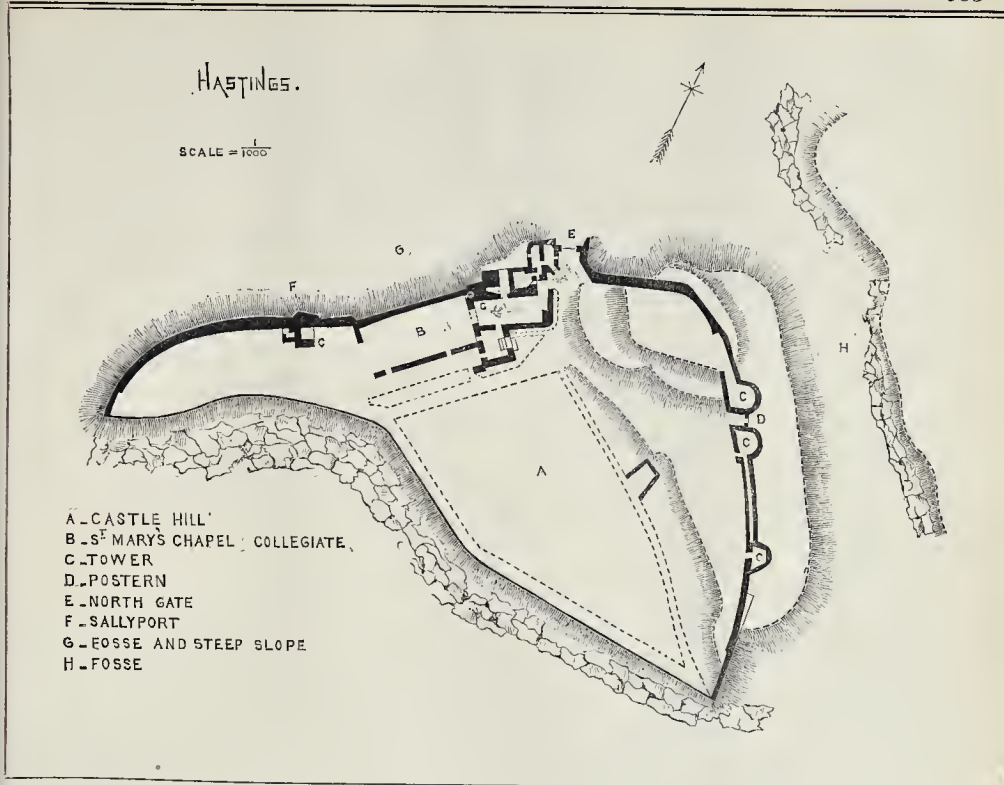 HASTINGS.
SCALE = 1/1000
E
G.
F
C
B
C
H
C
D
C
A
C
A_CASTLE HILL
B_ST MARY'S CHAPEL: COLLEGIATE,
C_TOWER
D_POSTERN
E_NORTH GATE
F_SALLYPORT
G_FOSSE AND STEEP SLOPE
H_FOSSE